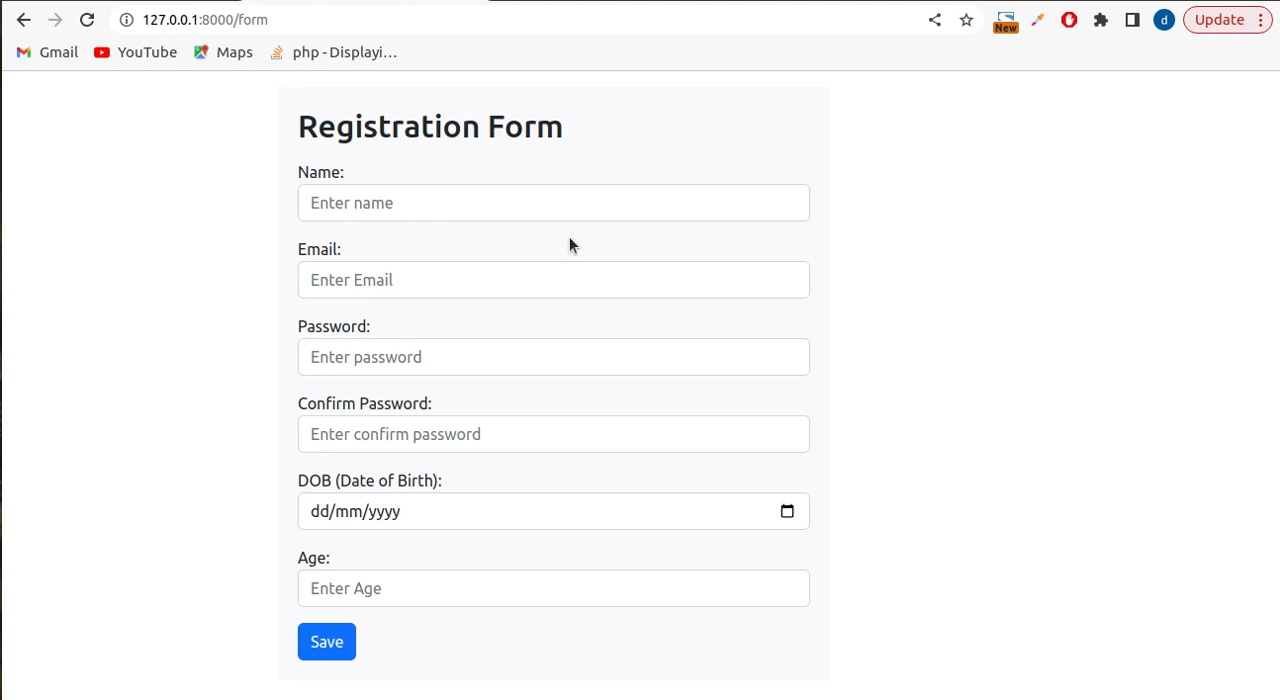 127.0.0.1:8000/form
New
d
Update
Gmail YouTube Maps php - Displayi...
Registration Form
Name:
Enter name
Email:
Enter Email
Password:
Enter password
Confirm Password:
Enter confirm password
DOB (Date of Birth):
dd/mm/yyyy
Age:
Enter Age
Save